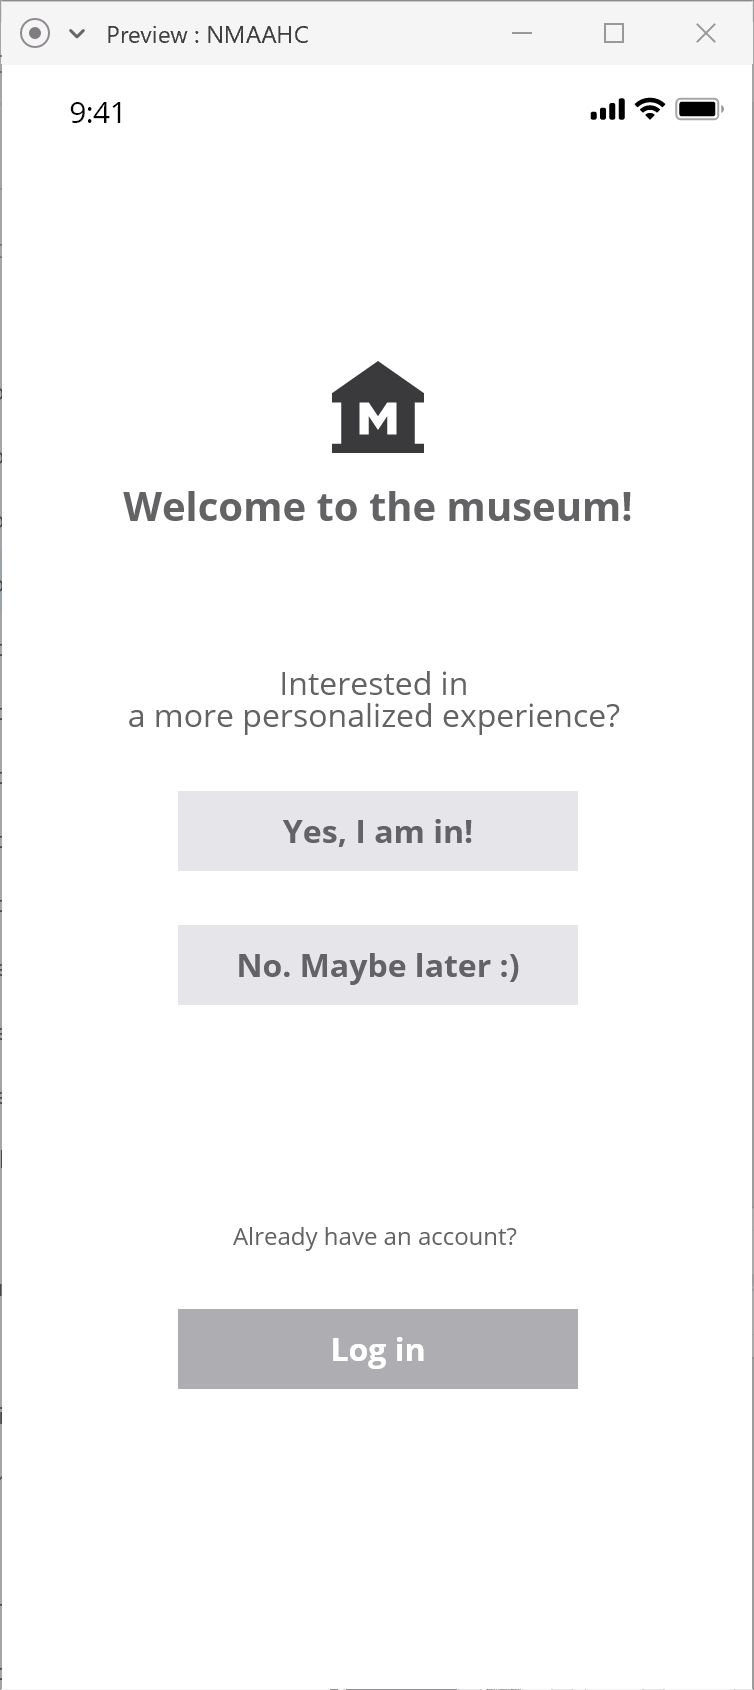 Preview : NMAAHC
9:41
M
Welcome to the museum!
Interested in
a more personalized experience?
Yes, I am in!
No. Maybe later :)
Already have an account?
Log in